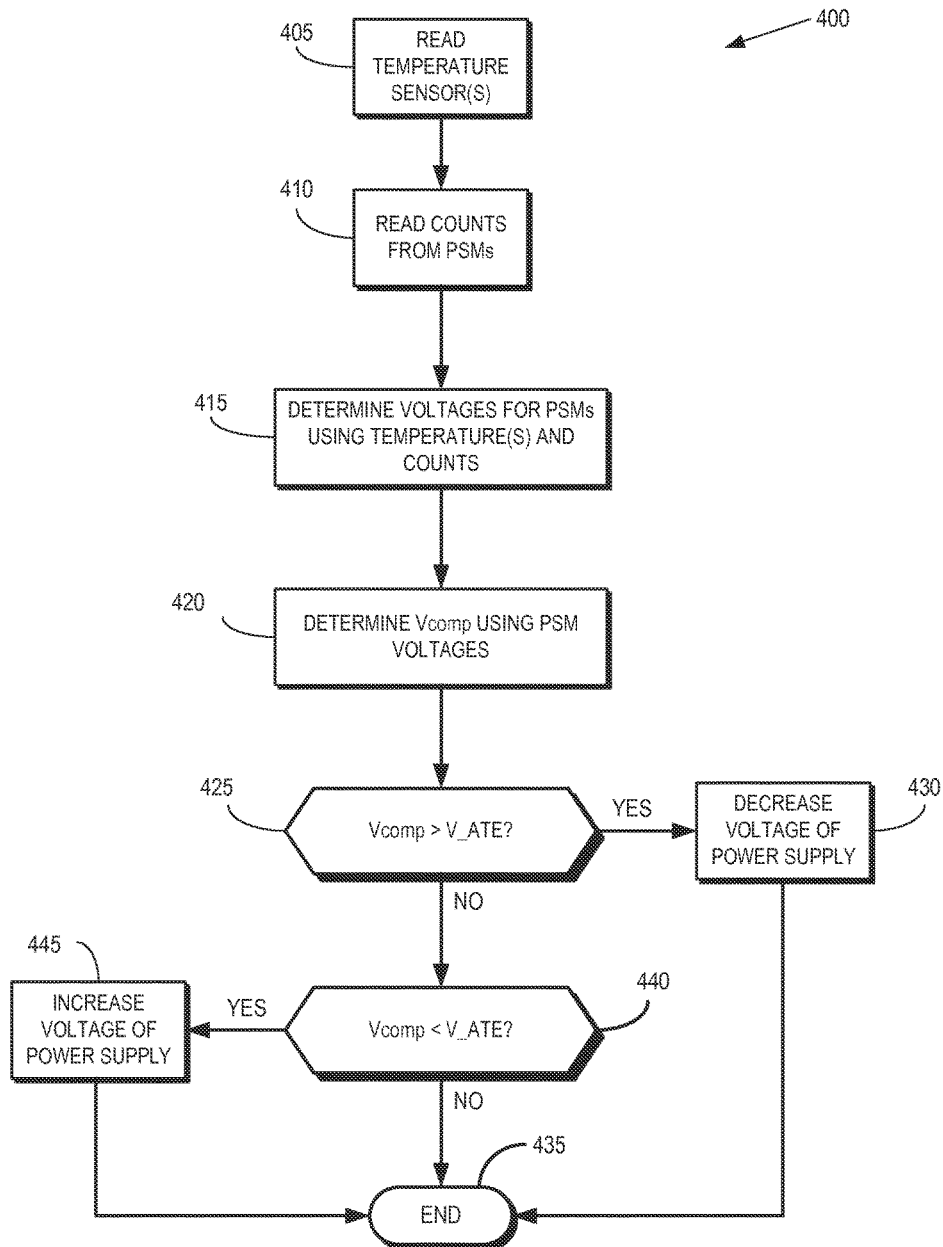 400
405
READ
TEMPERATURE
SENSOR(S)
410
READ COUNTS
FROM PSMs
415
DETERMINE VOLTAGES FOR PSMs
USING TEMPERATURE(S) AND
COUNTS
420
DETERMINE Vcomp USING PSM
VOLTAGES
425
Vcomp > V_ATE?
YES
430
DECREASE
VOLTAGE OF
POWER SUPPLY
NO
445
INCREASE
VOLTAGE OF
POWER SUPPLY
YES
Vcomp < V_ATE?
440
NO
435
END